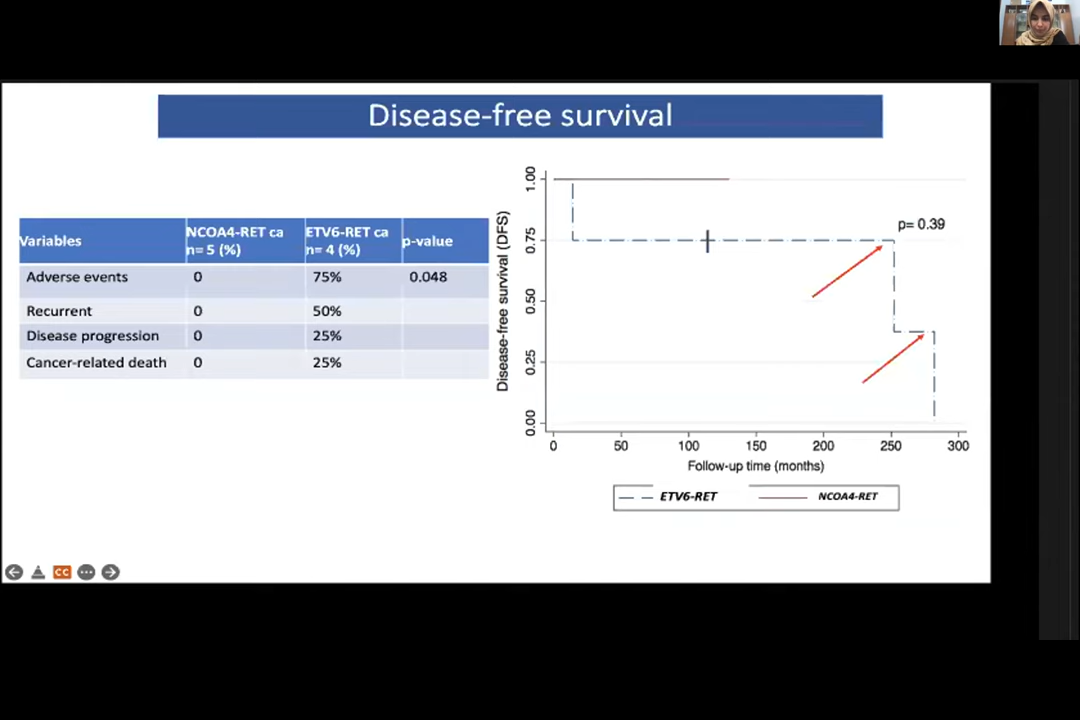 Disease-free survival
Variables
NCOA4-RET ca
n= 5 (%)
ETV6-RET ca
n= 4 (%)
p-value
Adverse events 0 75% 0.048
Recurrent 0 50%
Disease progression 0 25%
Cancer-related death 0 25%
Disease-free survival (DFS)
1.00
0.75
0.50
0.25
0.00
p= 0.39
0 50 100 150 200 250 300
Follow-up time (months)
ETV6-RET NCOA4-RET
CC